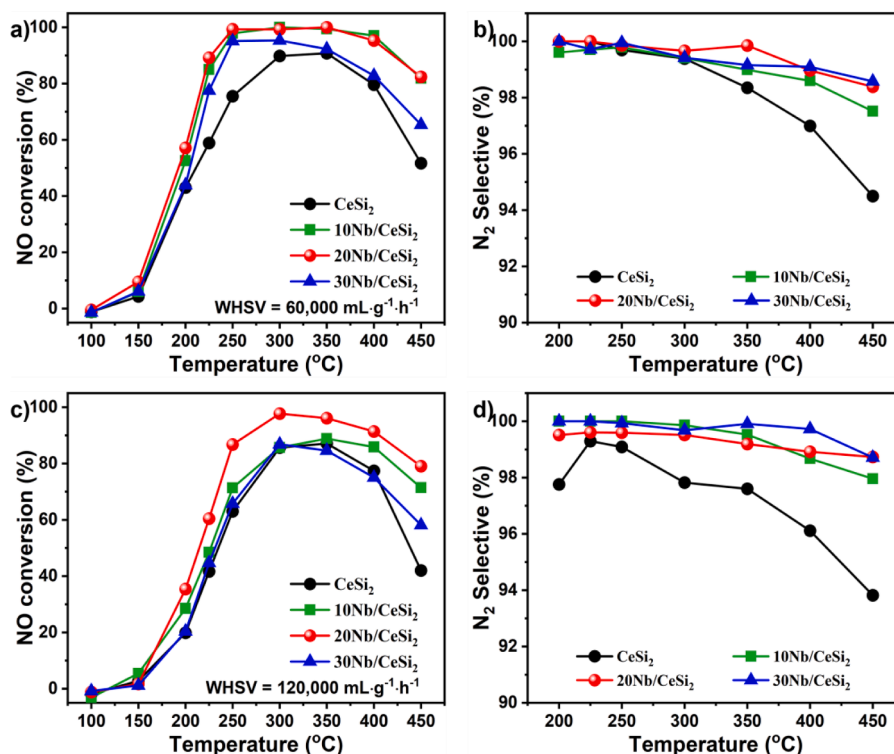 a)
NO conversion (%)
100
80
60
40
20
0
CeSi₂
10Nb/CeSi₂
20Nb/CeSi₂
30Nb/CeSi₂
WHSV = 60,000 mL·g⁻¹·h⁻¹
100 150 200 250 300 350 400 450
Temperature (°C)
b)
N₂ Selective (%)
100
98
96
94
92
90
CeSi₂ 10Nb/CeSi₂
20Nb/CeSi₂ 30Nb/CeSi₂
200 250 300 350 400 450
Temperature (°C)
c)
NO conversion (%)
100
80
60
40
20
0
CeSi₂
10Nb/CeSi₂
20Nb/CeSi₂
30Nb/CeSi₂
WHSV = 120,000 mL·g⁻¹·h⁻¹
100 150 200 250 300 350 400 450
Temperature (°C)
d)
N₂ Selective (%)
100
98
96
94
92
90
CeSi₂ 10Nb/CeSi₂
20Nb/CeSi₂ 30Nb/CeSi₂
200 250 300 350 400 450
Temperature (°C)